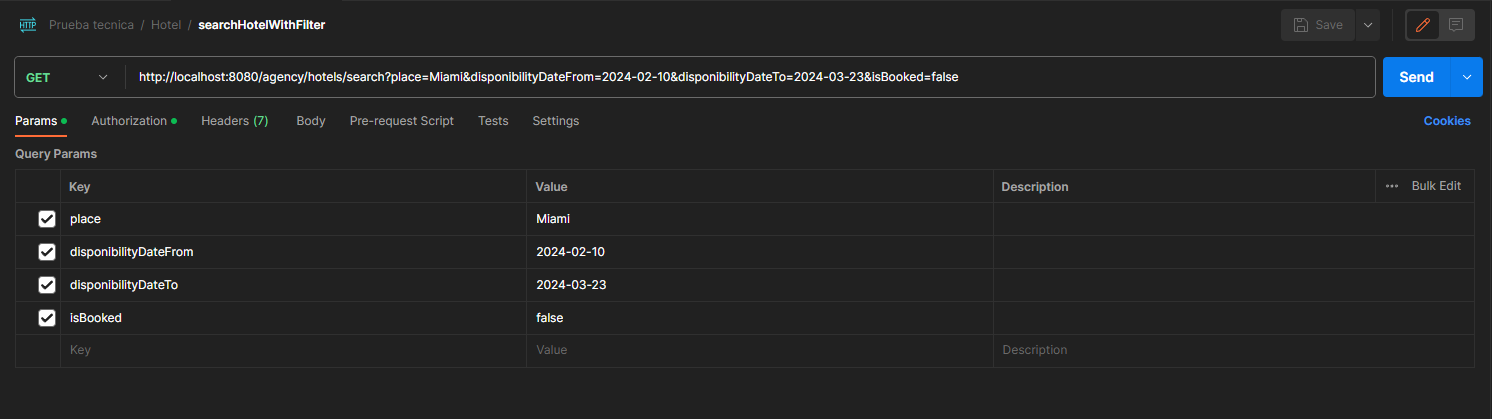 HTTP Prueba tecnica / Hotel / searchHotelWithFilter Save
GET http://localhost:8080/agency/hotels/search?place=Miami&disponibilityDateFrom=2024-02-10&disponibilityDateTo=2024-03-23&isBooked=false Send
Params Authorization Headers (7) Body Pre-request Script Tests Settings Cookies
Query Params
Key Value Description ••• Bulk Edit
place Miami
disponibilityDateFrom 2024-02-10
disponibilityDateTo 2024-03-23
isBooked false
Key Value Description